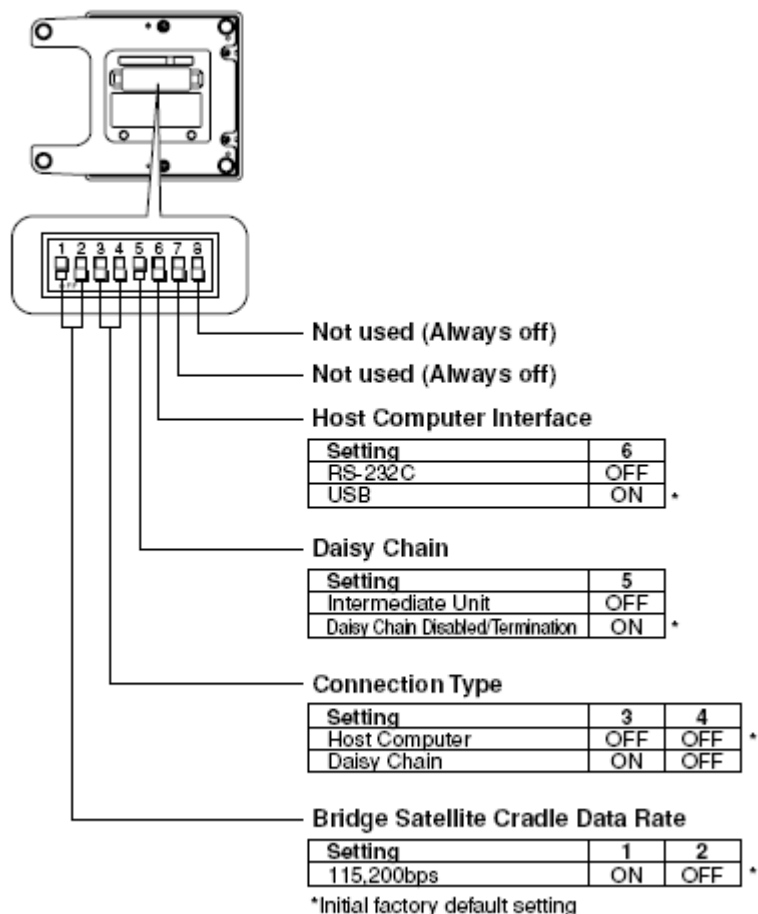 1 2 3 4 5 6 7 8
OFF
Not used (Always off)
Not used (Always off)
Host Computer Interface
Setting 6
RS-232C OFF
USB ON *
Daisy Chain
Setting 5
Intermediate Unit OFF
Daisy Chain Disabled/Termination ON *
Connection Type
Setting 3 4
Host Computer OFF OFF *
Daisy Chain ON OFF
Bridge Satellite Cradle Data Rate
Setting 1 2
115,200bps ON OFF *
*Initial factory default setting